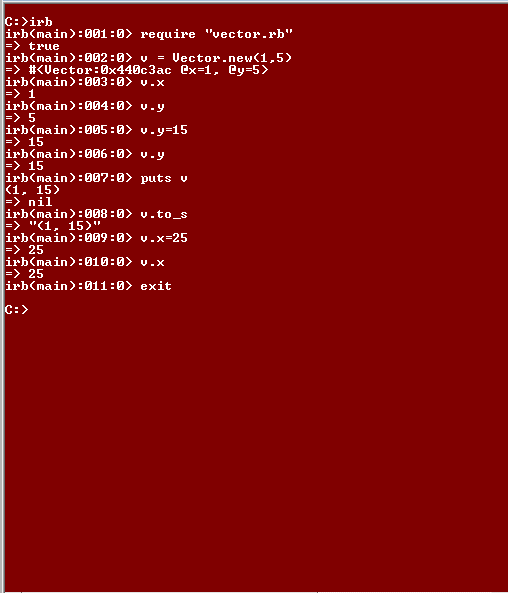 C:>irb
irb(main):001:0> require "vector.rb"
=> true
irb(main):002:0> v = Vector.new(1,5)
=> #<Vector:0x440c3ac @x=1, @y=5>
irb(main):003:0> v.x
=> 1
irb(main):004:0> v.y
=> 5
irb(main):005:0> v.y=15
=> 15
irb(main):006:0> v.y
=> 15
irb(main):007:0> puts v
(1, 15)
=> nil
irb(main):008:0> v.to_s
=> "(1, 15)"
irb(main):009:0> v.x=25
=> 25
irb(main):010:0> v.x
=> 25
irb(main):011:0> exit
C:>